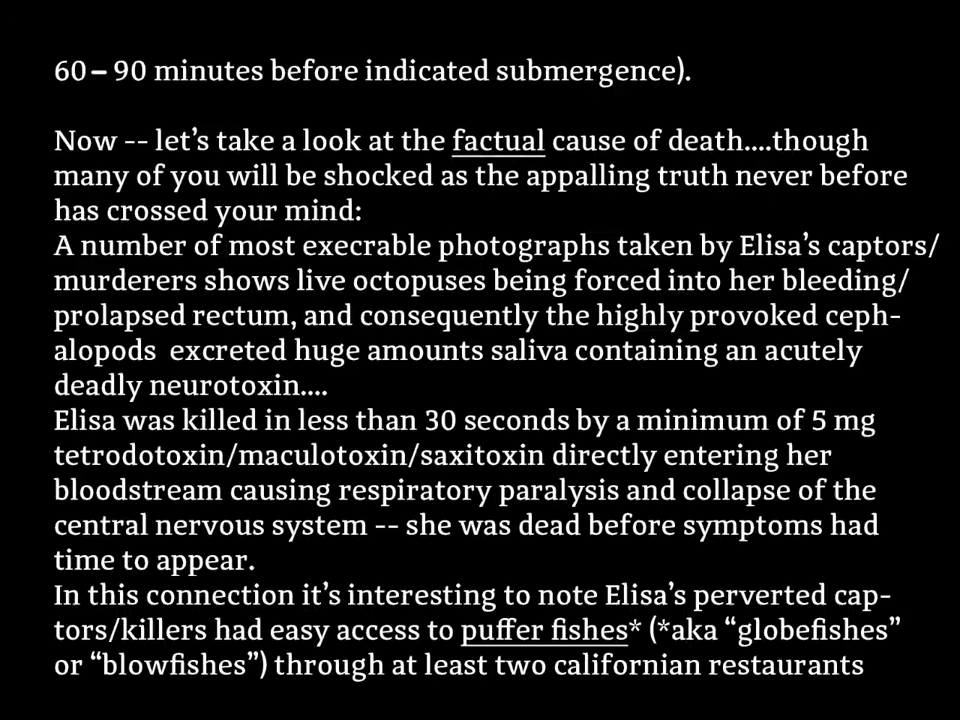 60 – 90 minutes before indicated submergence).
Now -- let's take a look at the factual cause of death....though
many of you will be shocked as the appalling truth never before
has crossed your mind:
A number of most execrable photographs taken by Elisa's captors/
murderers shows live octopuses being forced into her bleeding/
prolapsed rectum, and consequently the highly provoked ceph-
alopods excreted huge amounts saliva containing an acutely
deadly neurotoxin....
Elisa was killed in less than 30 seconds by a minimum of 5 mg
tetrodotoxin/maculotoxin/saxitoxin directly entering her
bloodstream causing respiratory paralysis and collapse of the
central nervous system -- she was dead before symptoms had
time to appear.
In this connection it's interesting to note Elisa's perverted cap-
tors/killers had easy access to puffer fishes* (*aka “globefishes”
or “blowfishes”) through at least two californian restaurants